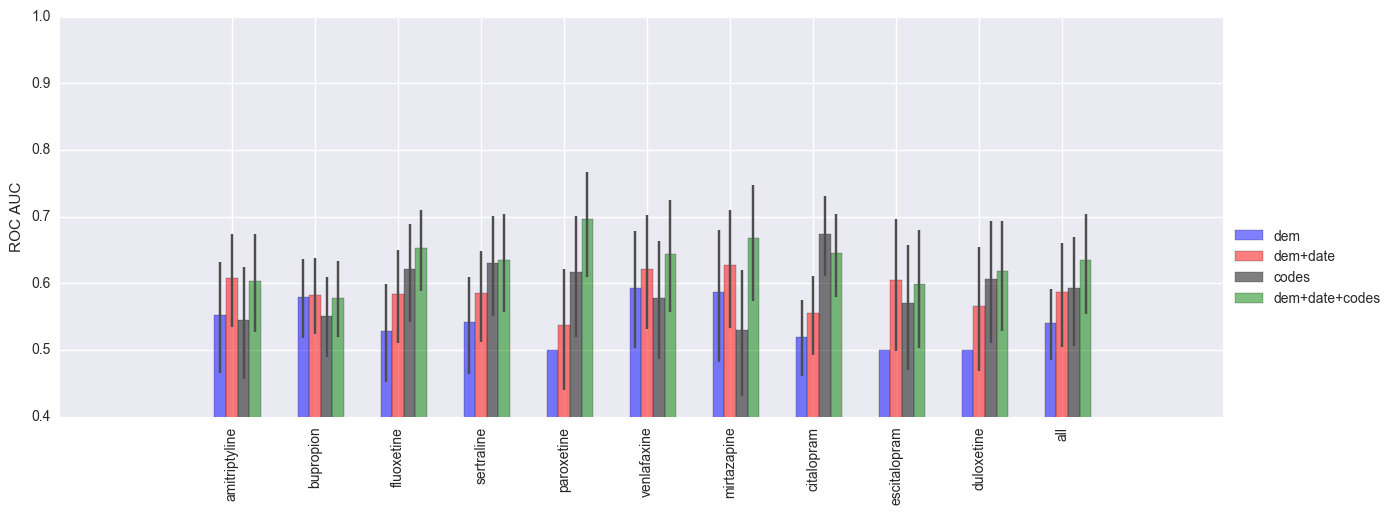 1.0
0.9
0.8
0.7
0.6
0.5
0.4
ROC AUC
amitriptyline
bupropion
fluoxetine
sertraline
paroxetine
venlafaxine
mirtazapine
citalopram
escitalopram
duloxetine
all
dem
dem+date
codes
dem+date+codes